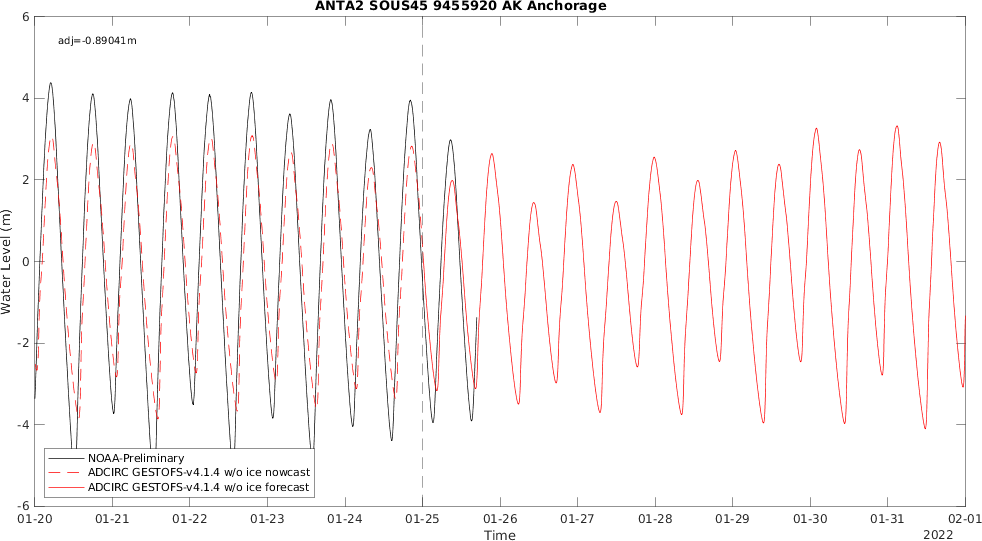 ANTA2 SOUS45 9455920 AK Anchorage
6
adj=-0.89041m
4
2
0
-2
-4
-6
Water Level (m)
NOAA-Preliminary
ADCIRC GESTOFS-v4.1.4 w/o ice nowcast
ADCIRC GESTOFS-v4.1.4 w/o ice forecast
01-20 01-21 01-22 01-23 01-24 01-25 01-26 01-27 01-28 01-29 01-30 01-31 02-01
Time
2022